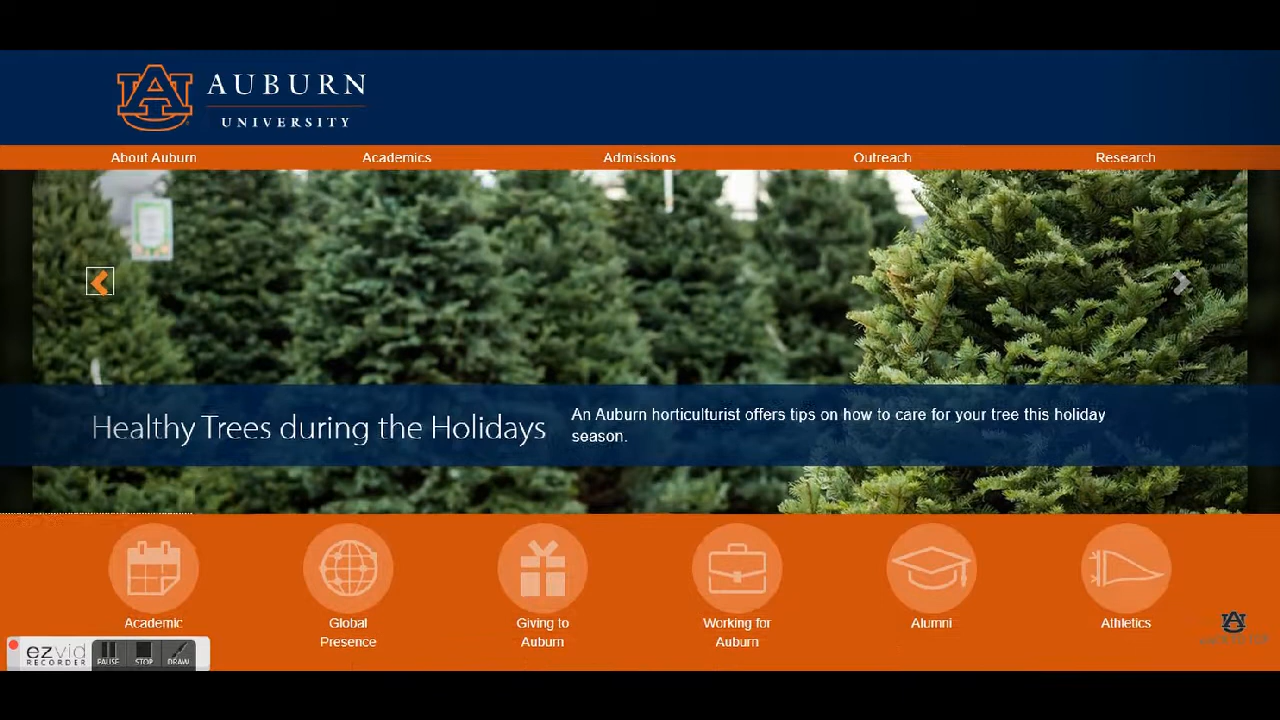 AUBURN
UNIVERSITY
About Auburn Academics Admissions Outreach Research
Healthy Trees during the Holidays
An Auburn horticulturist offers tips on how to care for your tree this holiday
season.
Academic
Global
Presence
Giving to
Auburn
Working for
Auburn
Alumni
Athletics
ezvid
RECORDER
PAUSE STOP DRAW